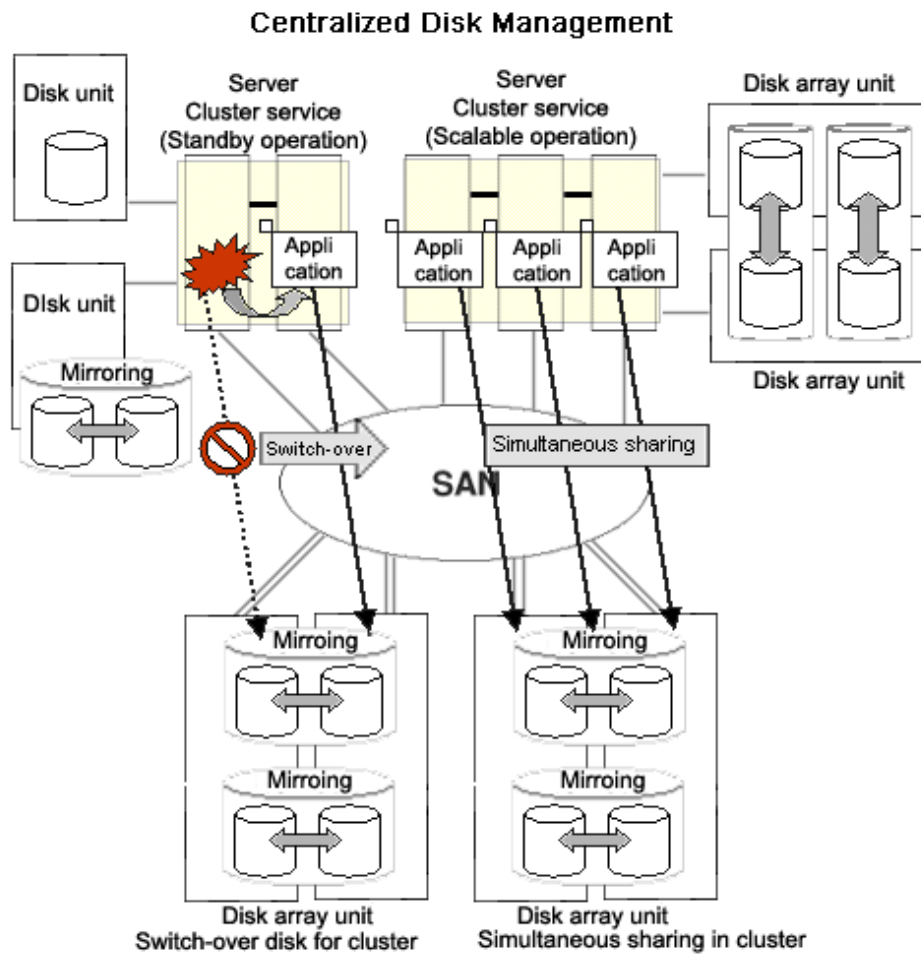 Centralized Disk Management
Disk unit
Server
Cluster service
(Standby operation)
Server
Cluster service
(Scalable operation)
Disk array unit
Appli
cation
Appli
cation
Appli
cation
Appli
cation
DIsk unit
Mirroring
Disk array unit
Switch-over
Simultaneous sharing
SAN
Mirroing
Mirroing
Mirroing
Mirroing
Disk array unit
Switch-over disk for cluster
Disk array unit
Simultaneous sharing in cluster